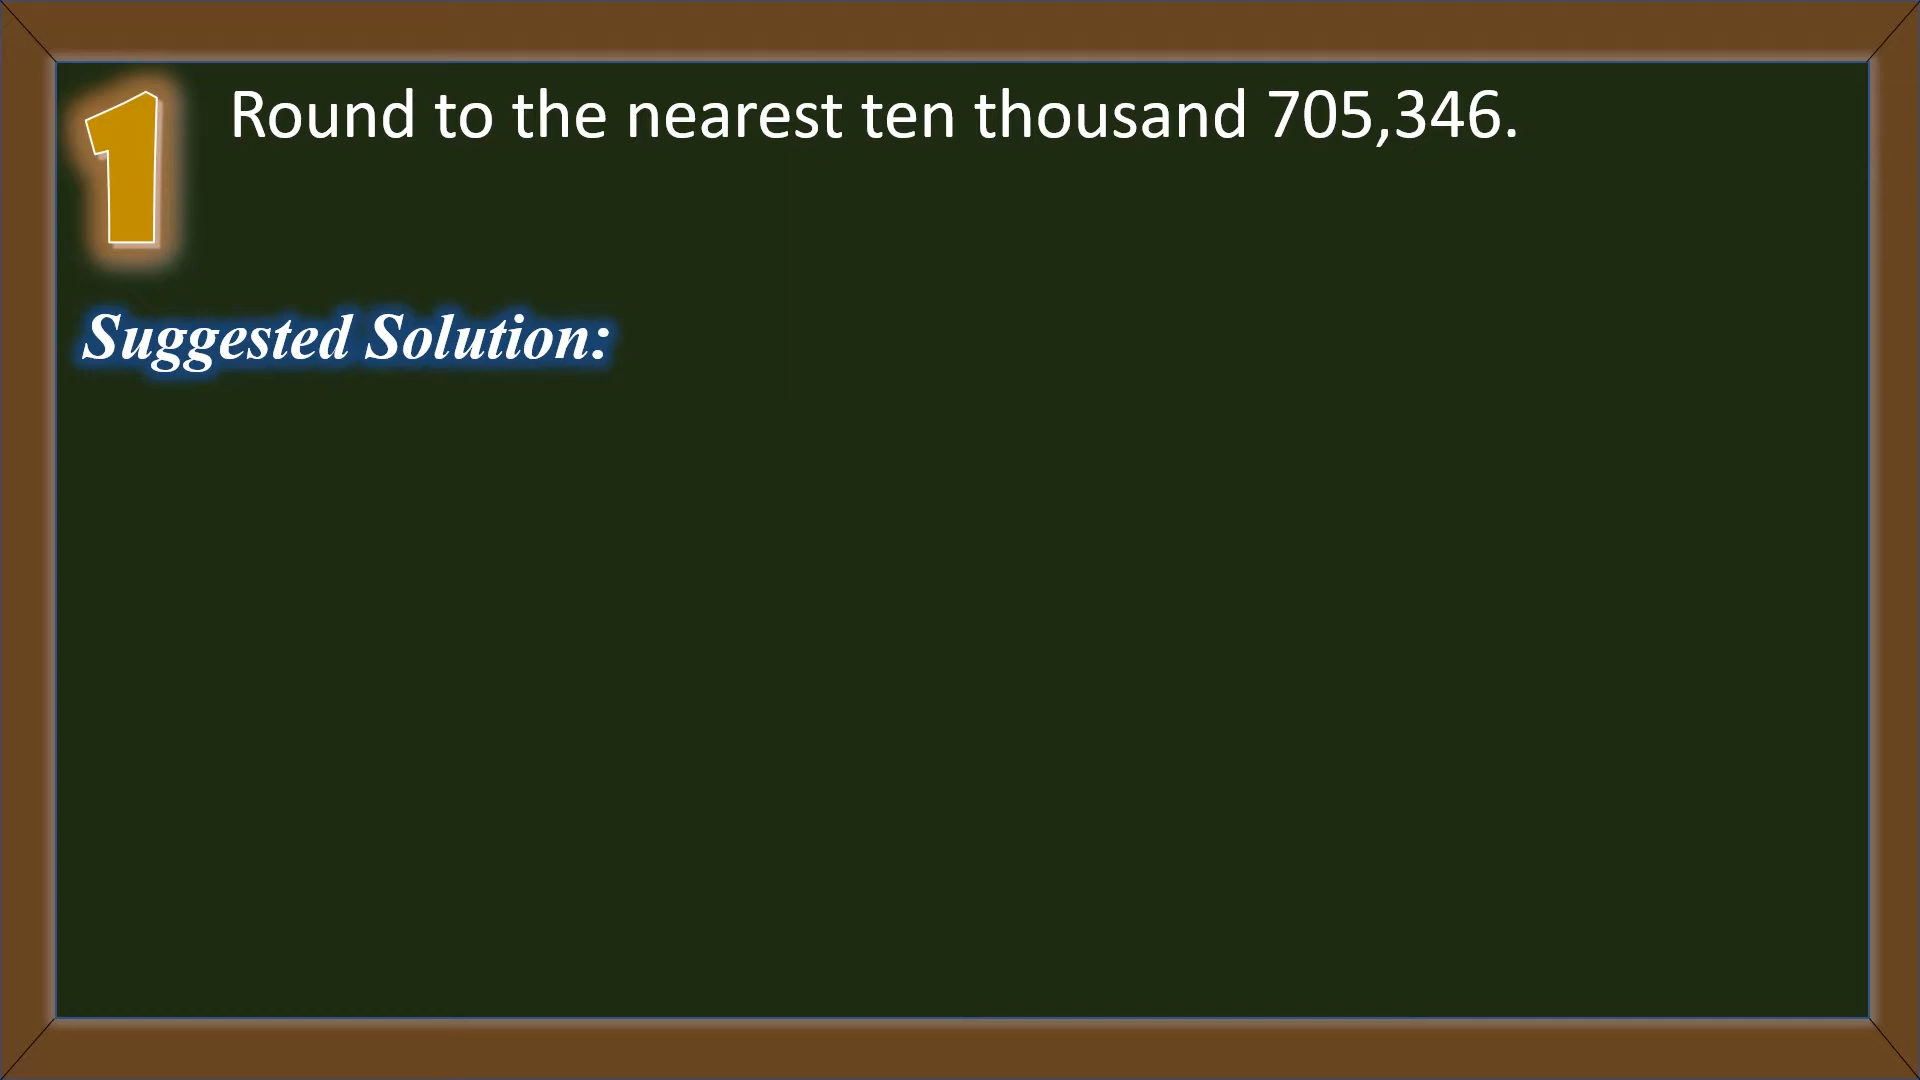 1 Round to the nearest ten thousand 705,346.
Suggested Solution: